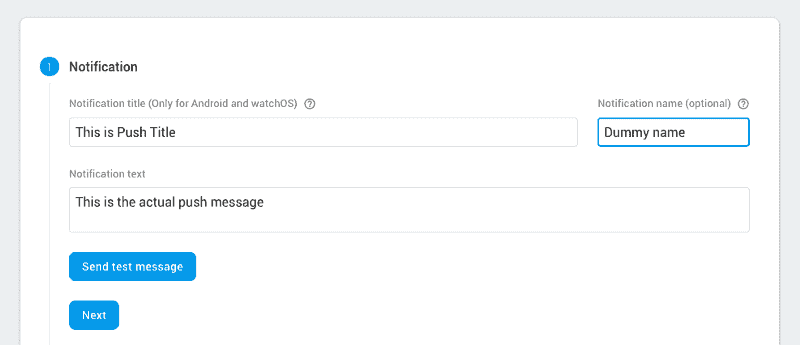 1 Notification
Notification title (Only for Android and watchOS) ?
Notification name (optional) ?
This is Push Title
Dummy name
Notification text
This is the actual push message
Send test message
Next